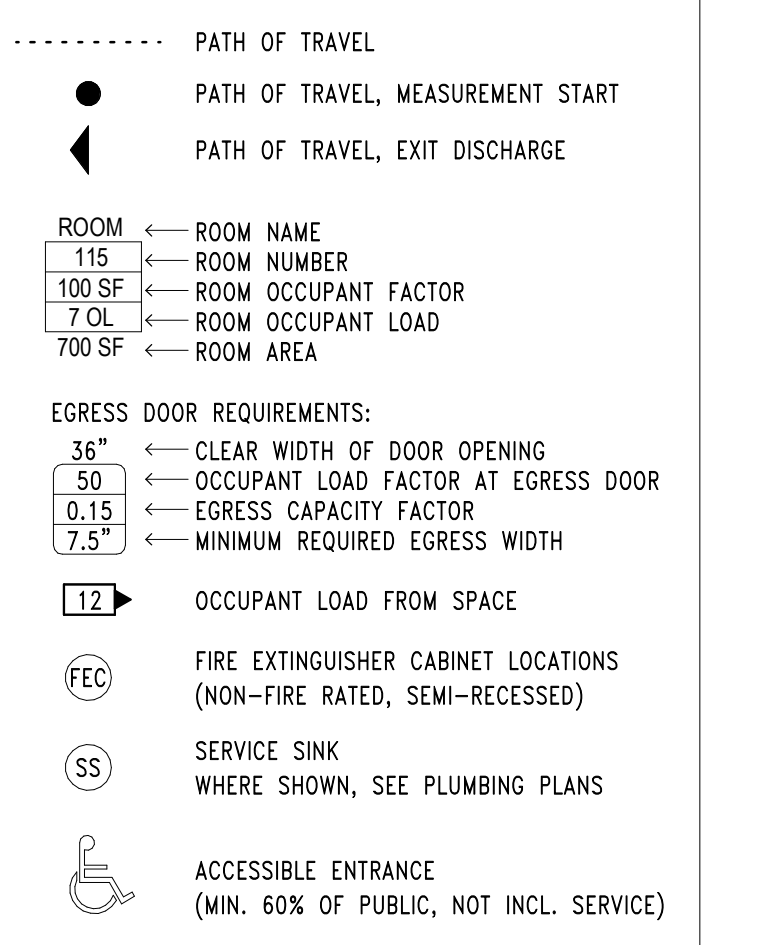 PATH OF TRAVEL
PATH OF TRAVEL, MEASUREMENT START
PATH OF TRAVEL, EXIT DISCHARGE
ROOM ROOM NAME
115 ROOM NUMBER
100 SF ROOM OCCUPANT FACTOR
7 OL ROOM OCCUPANT LOAD
700 SF ROOM AREA
EGRESS DOOR REQUIREMENTS:
36" CLEAR WIDTH OF DOOR OPENING
50 OCCUPANT LOAD FACTOR AT EGRESS DOOR
0.15 EGRESS CAPACITY FACTOR
7.5" MINIMUM REQUIRED EGRESS WIDTH
12 OCCUPANT LOAD FROM SPACE
FEC FIRE EXTINGUISHER CABINET LOCATIONS
(NON-FIRE RATED, SEMI-RECESSED)
SS SERVICE SINK
WHERE SHOWN, SEE PLUMBING PLANS
ACCESSIBLE ENTRANCE
(MIN. 60% OF PUBLIC, NOT INCL. SERVICE)